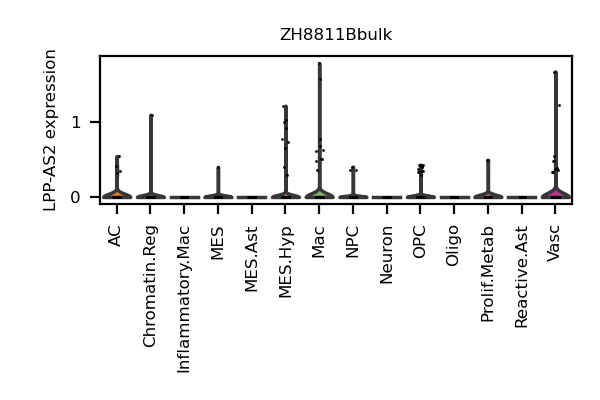 ZH8811Bbulk
LPP-AS2 expression
1
0
AC
Chromatin.Reg
Inflammatory.Mac
MES
MES.Ast
MES.Hyp
Mac
NPC
Neuron
OPC
Oligo
Prolif.Metab
Reactive.Ast
Vasc